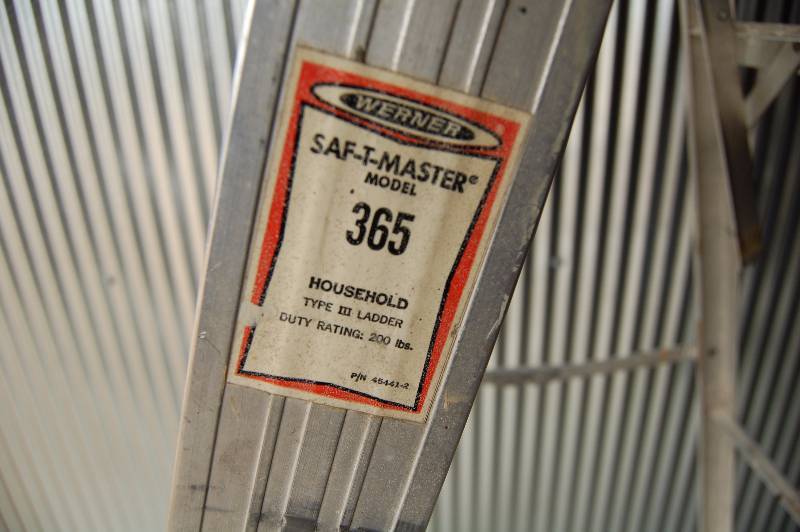 WERNER
SAF-T-MASTER®
MODEL
365
HOUSEHOLD
TYPE III LADDER
DUTY RATING: 200 lbs.
P/N 45441-2